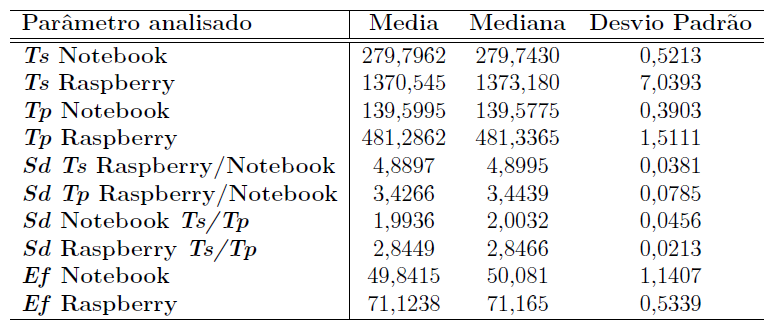 Parâmetro analisado Media Mediana Desvio Padrão
Ts Notebook 279,7962 279,7430 0,5213
Ts Raspberry 1370,545 1373,180 7,0393
Tp Notebook 139,5995 139,5775 0,3903
Tp Raspberry 481,2862 481,3365 1,5111
Sd Ts Raspberry/Notebook 4,8897 4,8995 0,0381
Sd Tp Raspberry/Notebook 3,4266 3,4439 0,0785
Sd Notebook Ts/Tp 1,9936 2,0032 0,0456
Sd Raspberry Ts/Tp 2,8449 2,8466 0,0213
Ef Notebook 49,8415 50,081 1,1407
Ef Raspberry 71,1238 71,165 0,5339